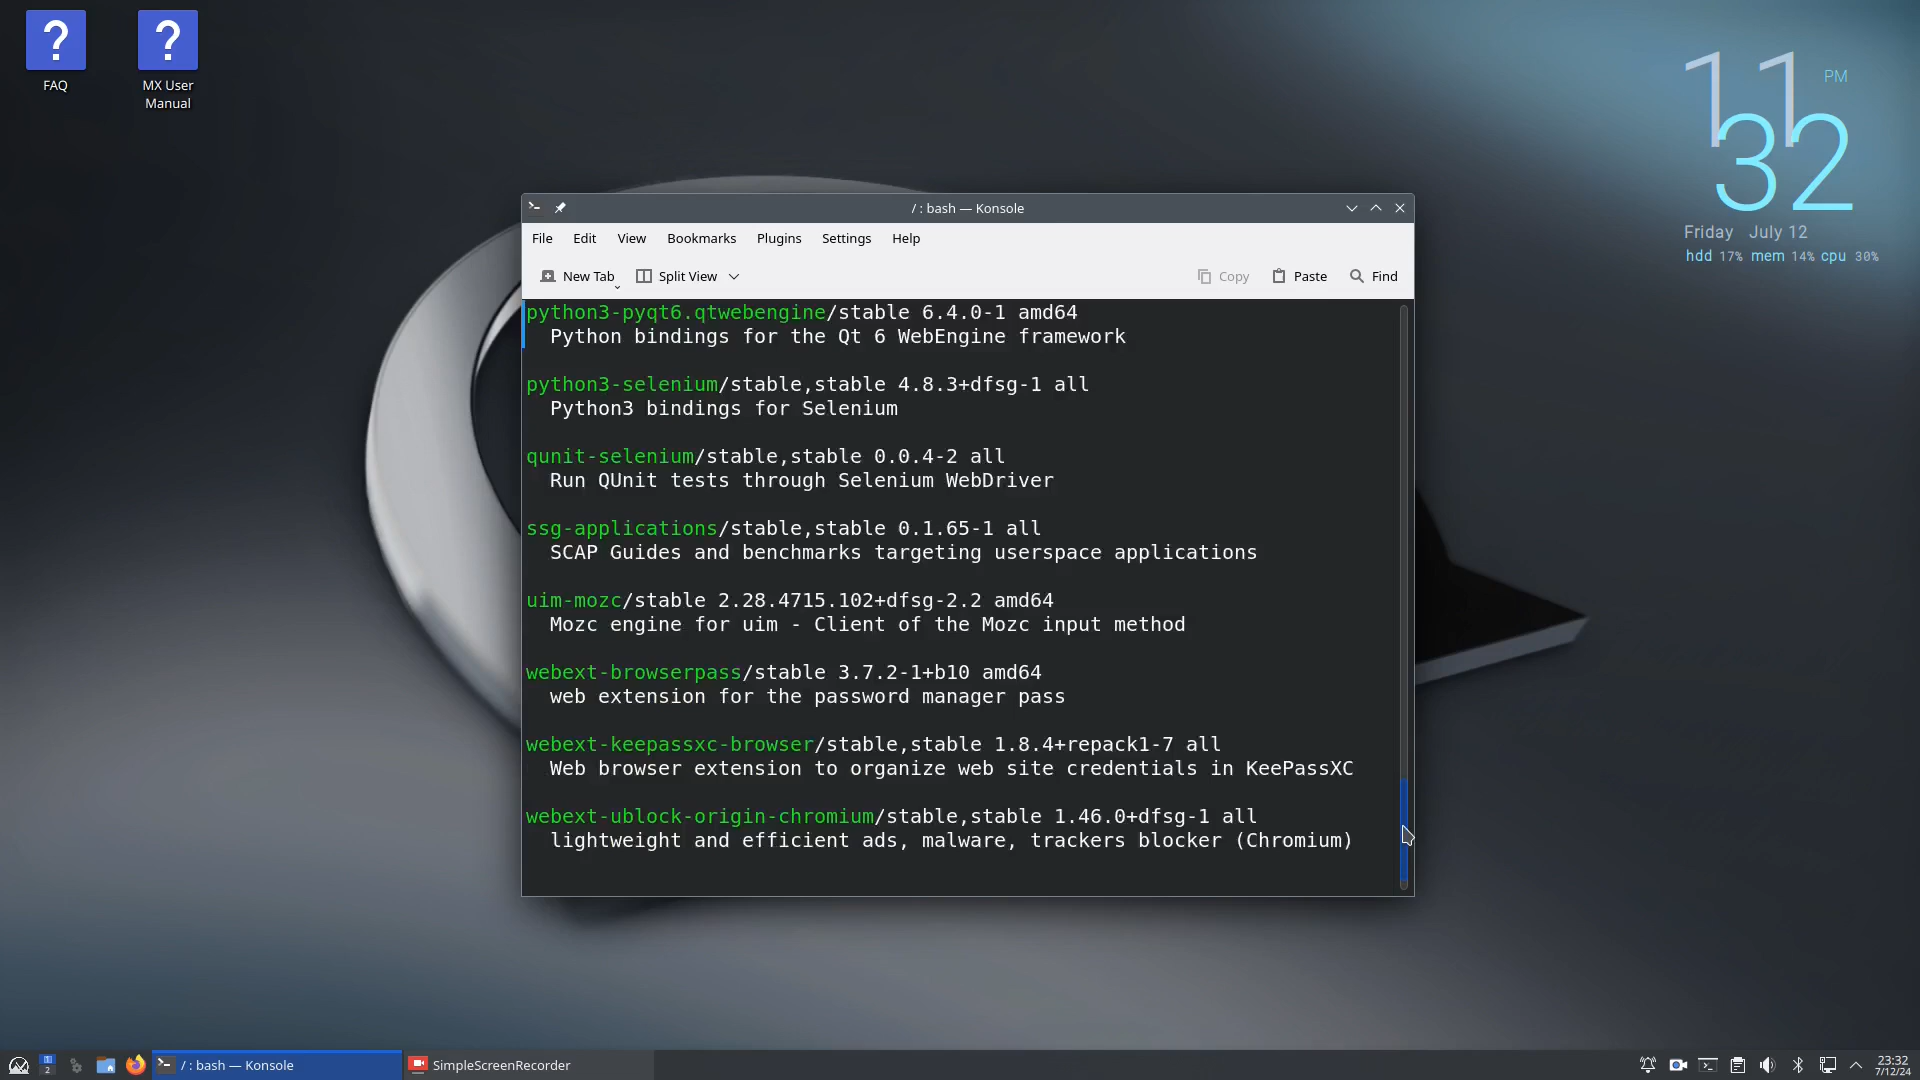 FAQ
MX User
Manual
11
PM
32
Friday July 12
hdd 17% mem 14% cpu 30%
/ : bash — Konsole
File Edit View Bookmarks Plugins Settings Help
New Tab Split View Copy Paste Find
python3-pyqt6.qtwebengine/stable 6.4.0-1 amd64
Python bindings for the Qt 6 WebEngine framework
python3-selenium/stable,stable 4.8.3+dfsg-1 all
Python3 bindings for Selenium
qunit-selenium/stable,stable 0.0.4-2 all
Run QUnit tests through Selenium WebDriver
ssg-applications/stable,stable 0.1.65-1 all
SCAP Guides and benchmarks targeting userspace applications
uim-mozc/stable 2.28.4715.102+dfsg-2.2 amd64
Mozc engine for uim - Client of the Mozc input method
webext-browserpass/stable 3.7.2-1+b10 amd64
web extension for the password manager pass
webext-keepassxc-browser/stable,stable 1.8.4+repack1-7 all
Web browser extension to organize web site credentials in KeePassXC
webext-ublock-origin-chromium/stable,stable 1.46.0+dfsg-1 all
lightweight and efficient ads, malware, trackers blocker (Chromium)
1
2
/ : bash — Konsole
SimpleScreenRecorder
23:32
7/12/24